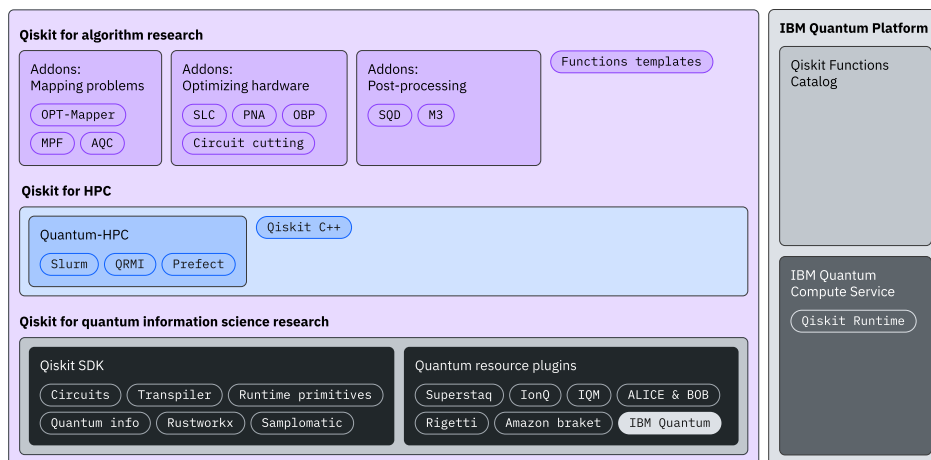 Qiskit for algorithm research
Addons:
Mapping problems
OPT-Mapper
MPF AQC
Addons:
Optimizing hardware
SLC PNA OBP
Circuit cutting
Addons:
Post-processing
SQD M3
Functions templates
Qiskit for HPC
Quantum-HPC
Slurm QRMI Prefect
Qiskit C++
Qiskit for quantum information science research
Qiskit SDK
Circuits Transpiler Runtime primitives
Quantum info Rustworkx Samplomatic
Quantum resource plugins
Superstaq IonQ IQM ALICE & BOB
Rigetti Amazon braket IBM Quantum
IBM Quantum Platform
Qiskit Functions
Catalog
IBM Quantum
Compute Service
Qiskit Runtime